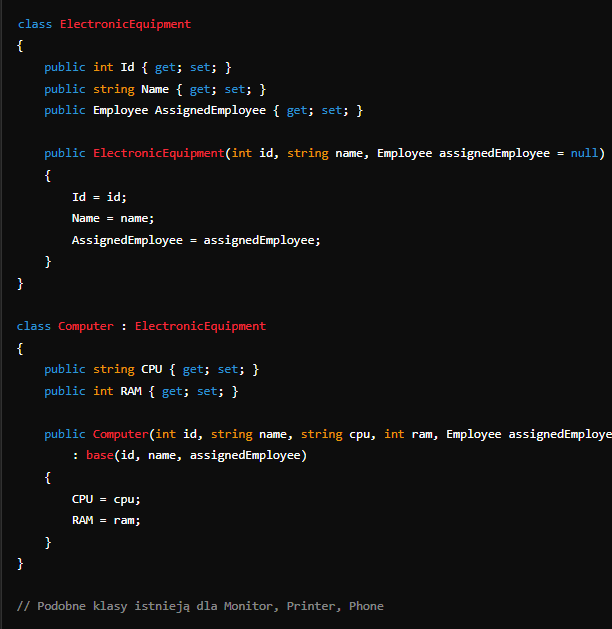 class ElectronicEquipment
{
    public int Id { get; set; }
    public string Name { get; set; }
    public Employee AssignedEmployee { get; set; }

    public ElectronicEquipment(int id, string name, Employee assignedEmployee = null)
    {
        Id = id;
        Name = name;
        AssignedEmployee = assignedEmployee;
    }
}

class Computer : ElectronicEquipment
{
    public string CPU { get; set; }
    public int RAM { get; set; }

    public Computer(int id, string name, string cpu, int ram, Employee assignedEmploye
        : base(id, name, assignedEmployee)
    {
        CPU = cpu;
        RAM = ram;
    }
}

// Podobne klasy istnieją dla Monitor, Printer, Phone